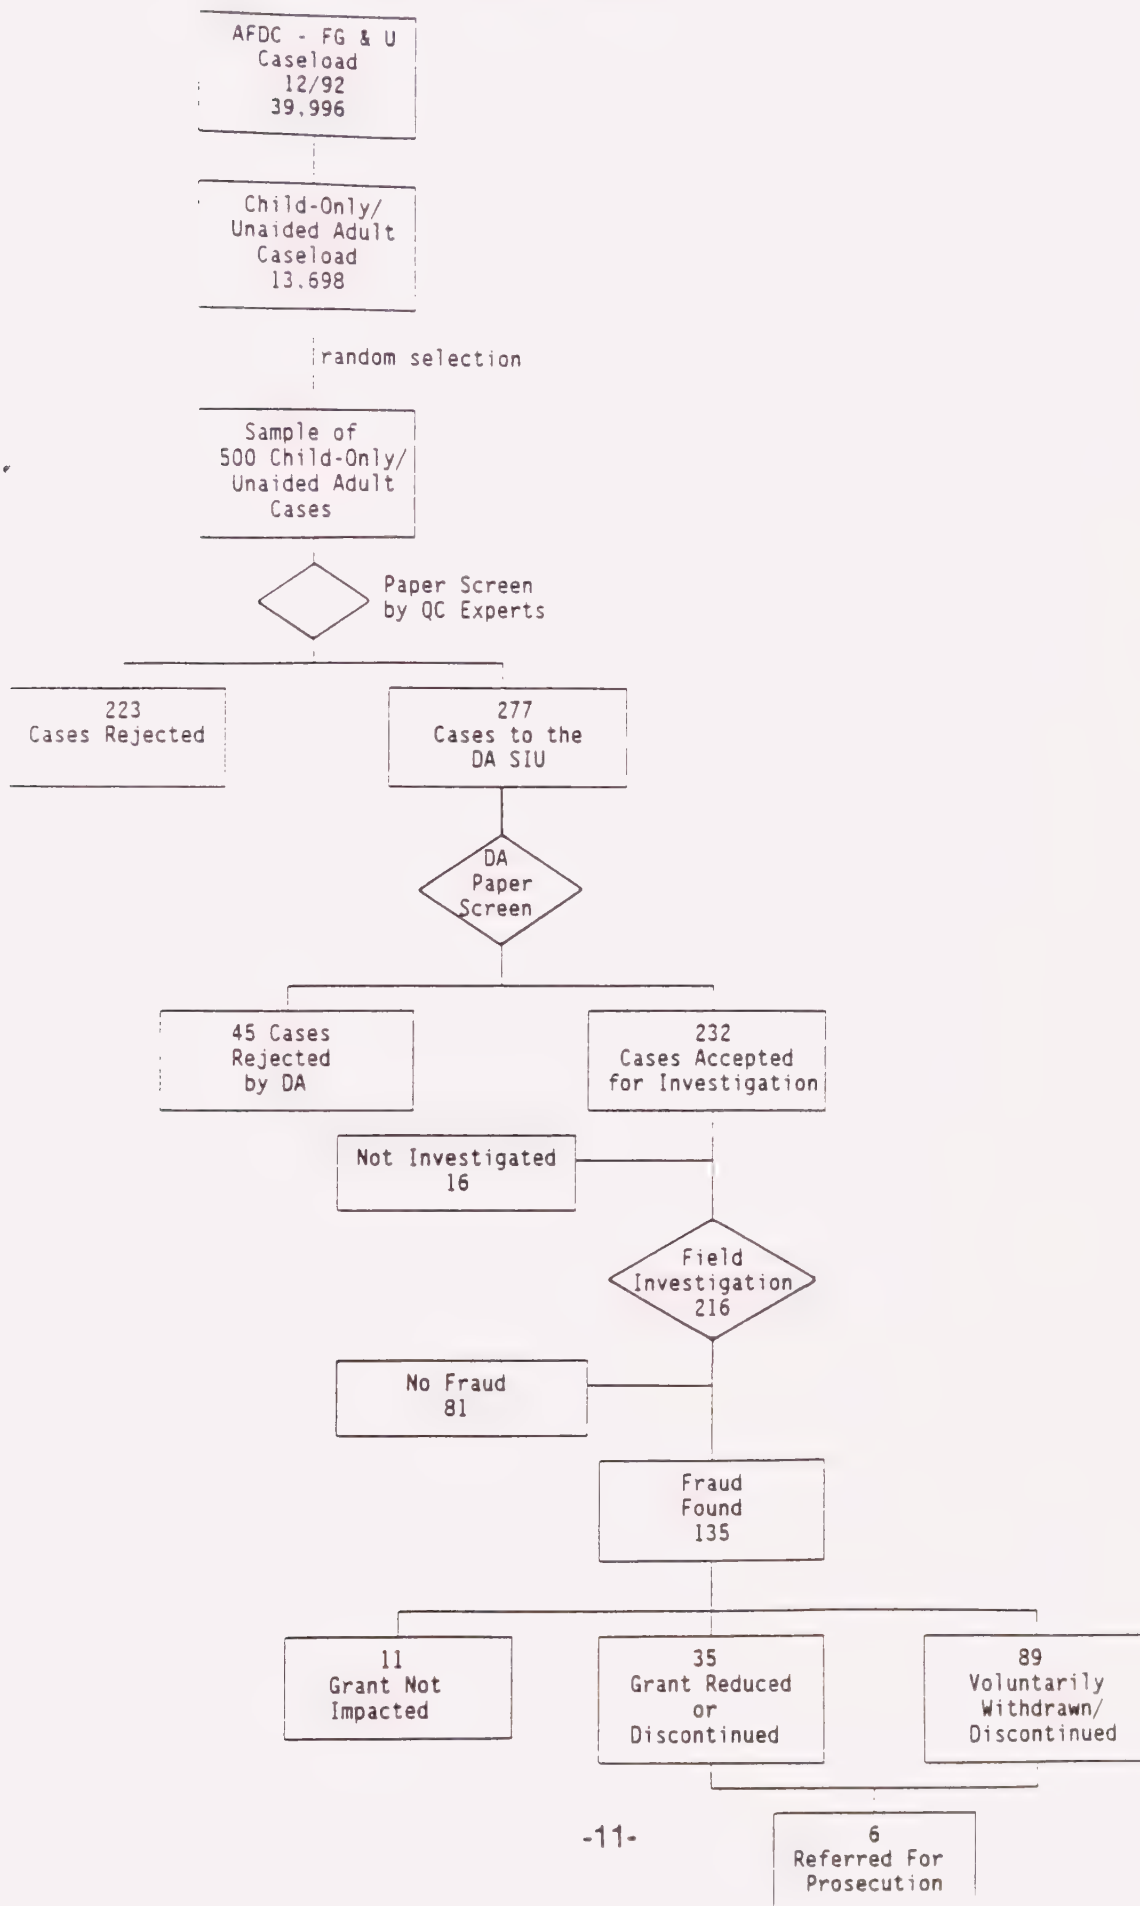 AFDC - FG & U
Caseload
12/92
39,996
Child-Only/
Unaided Adult
Caseload
13,698
random selection
Sample of
500 Child-Only/
Unaided Adult
Cases
Paper Screen
by QC Experts
223
Cases Rejected
277
Cases to the
DA SIU
DA
Paper
Screen
45 Cases
Rejected
by DA
232
Cases Accepted
for Investigation
Not Investigated
16
Field
Investigation
216
No Fraud
81
Fraud
Found
135
11
Grant Not
Impacted
35
Grant Reduced
or
Discontinued
89
Voluntarily
Withdrawn/
Discontinued
-11-
6
Referred For
Prosecution